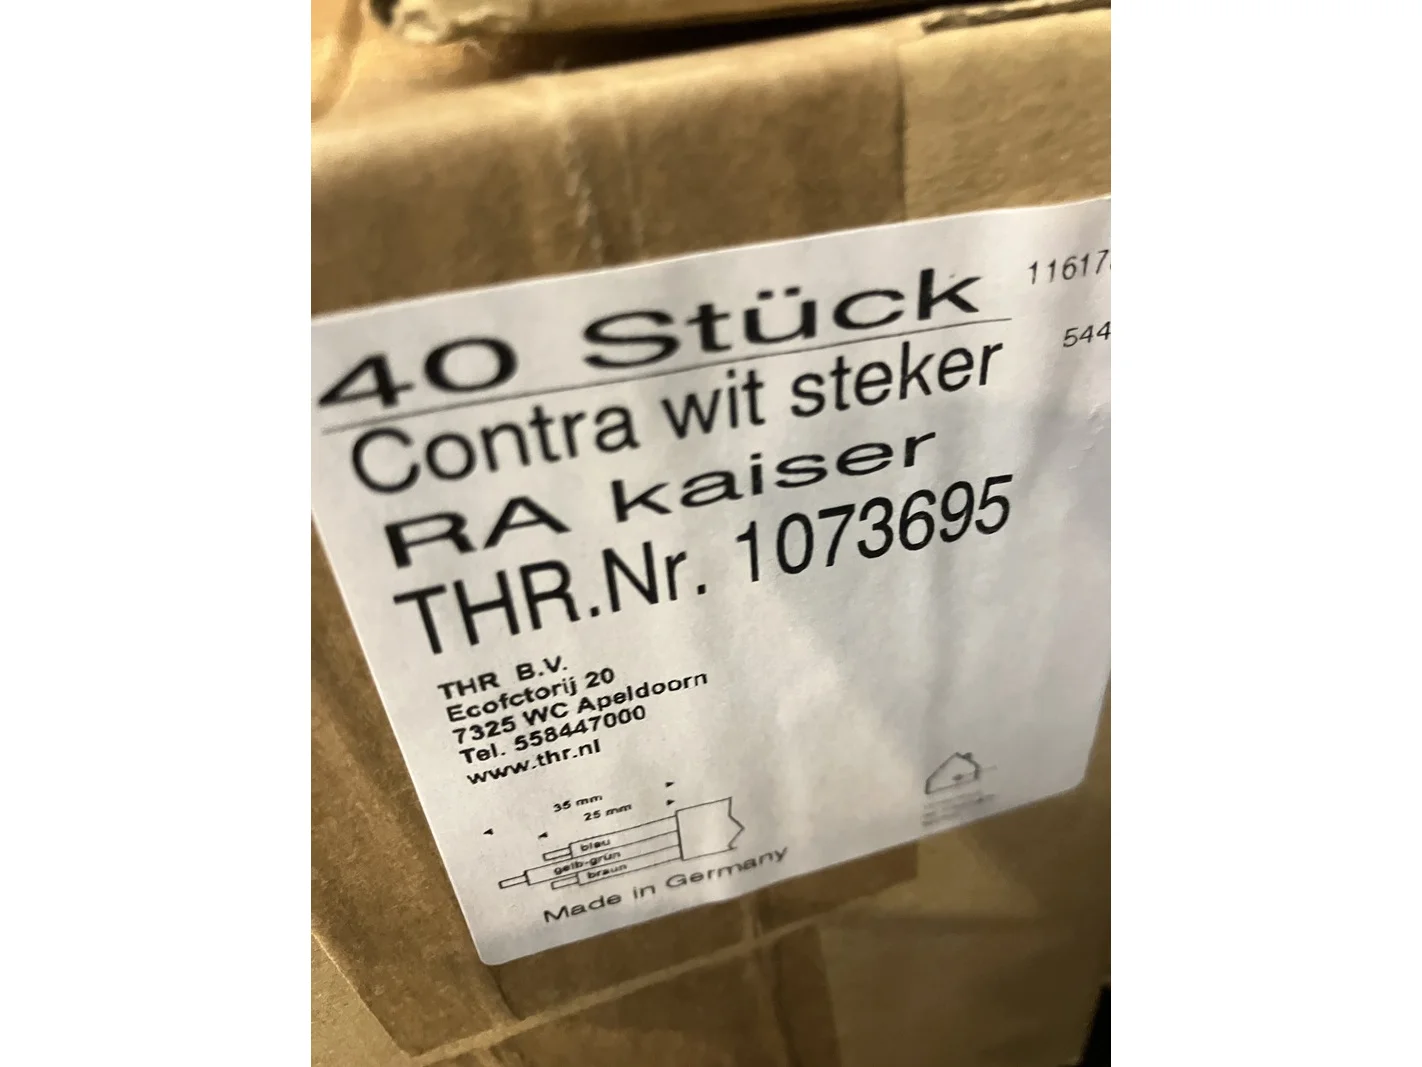 40 Stück
11617
544
Contra wit steker
RA kaiser
THR.Nr. 1073695
THR B.V.
Ecofctorij 20
7325 WC Apeldoorn
Tel. 558447000
www.thr.nl
35 mm
25 mm
blau
gelb-grün
braun
Made in Germany